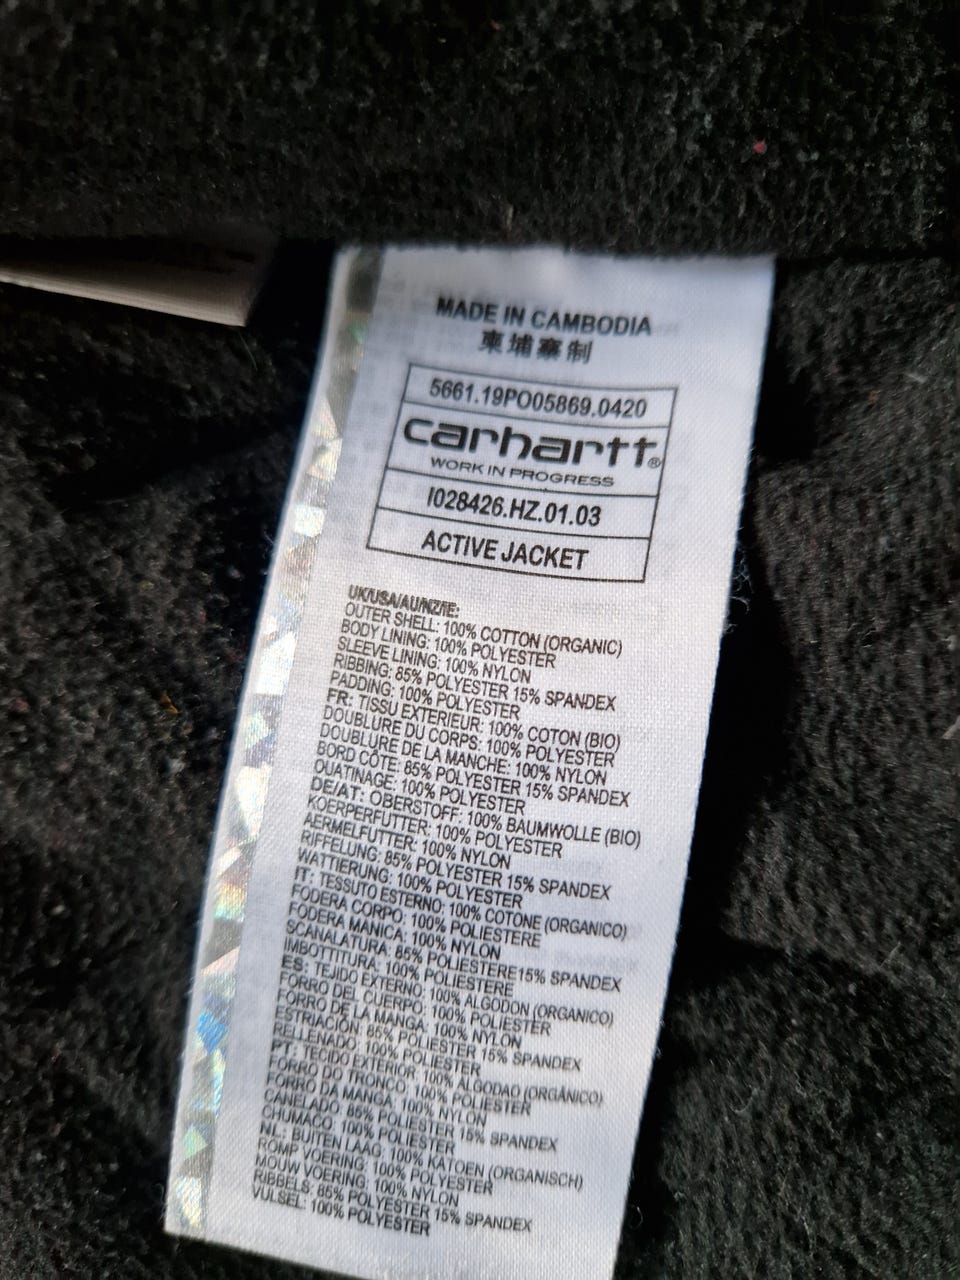 MADE IN CAMBODIA
柬埔寨制
5661.19PO05869.0420
carhartt®
WORK IN PROGRESS
I028426.HZ.01.03
ACTIVE JACKET
UK/USA/AU/NZ/IE:
OUTER SHELL: 100% COTTON (ORGANIC)
BODY LINING: 100% POLYESTER
SLEEVE LINING: 100% NYLON
RIBBING: 85% POLYESTER 15% SPANDEX
PADDING: 100% POLYESTER
FR: TISSU EXTERIEUR: 100% COTON (BIO)
DOUBLURE DU CORPS: 100% POLYESTER
DOUBLURE DE LA MANCHE: 100% NYLON
BORD CÔTE: 85% POLYESTER 15% SPANDEX
OUATINAGE: 100% POLYESTER
DE/AT: OBERSTOFF: 100% BAUMWOLLE (BIO)
KOERPERFUTTER: 100% POLYESTER
AERMELFUTTER: 100% NYLON
RIFFELUNG: 85% POLYESTER 15% SPANDEX
WATTIERUNG: 100% POLYESTER
IT: TESSUTO ESTERNO: 100% COTONE (ORGANICO)
FODERA CORPO: 100% POLIESTERE
FODERA MANICA: 100% NYLON
SCANALATURA: 85% POLIESTERE15% SPANDEX
IMBOTTITURA: 100% POLIESTERE
ES: TEJIDO EXTERNO: 100% ALGODON (ORGANICO)
FORRO DEL CUERPO: 100% POLIESTER
FORRO DE LA MANGA: 100% NYLON
ESTRIACIÓN: 85% POLIESTER 15% SPANDEX
RELLENADO: 100% POLIESTER
PT: TECIDO EXTERIOR: 100% ALGODAO (ORGÂNICO)
FORRO DO TRONCO: 100% POLIESTER
FORRO DA MANGA: 100% NYLON
CANELADO: 85% POLIESTER 15% SPANDEX
CHUMACO: 100% POLIESTER
NL: BUITEN LAAG: 100% KATOEN (ORGANISCH)
ROMP VOERING: 100% POLYESTER
MOUW VOERING: 100% NYLON
RIBBELS: 85% POLYESTER 15% SPANDEX
VULSEL: 100% POLYESTER